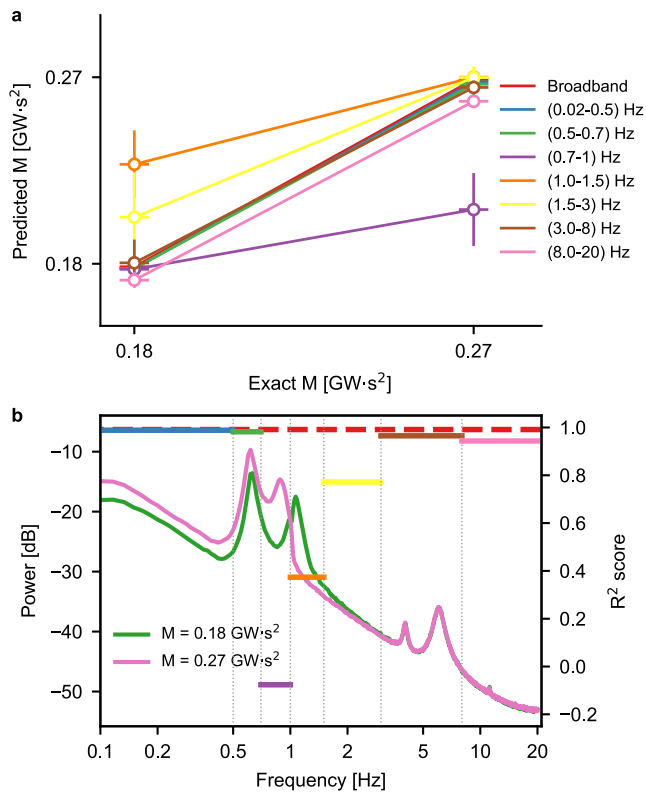 a
Predicted M [GW·s²]
0.27
0.18
0.18
0.27
Exact M [GW·s²]
Broadband
(0.02-0.5) Hz
(0.5-0.7) Hz
(0.7-1) Hz
(1.0-1.5) Hz
(1.5-3) Hz
(3.0-8) Hz
(8.0-20) Hz
b
Power [dB]
−10
−20
−30
−40
−50
M = 0.18 GW·s²
M = 0.27 GW·s²
1.0
0.8
0.6
0.4
0.2
0.0
−0.2
R² score
0.1
0.2
0.5
1
2
5
10
20
Frequency [Hz]